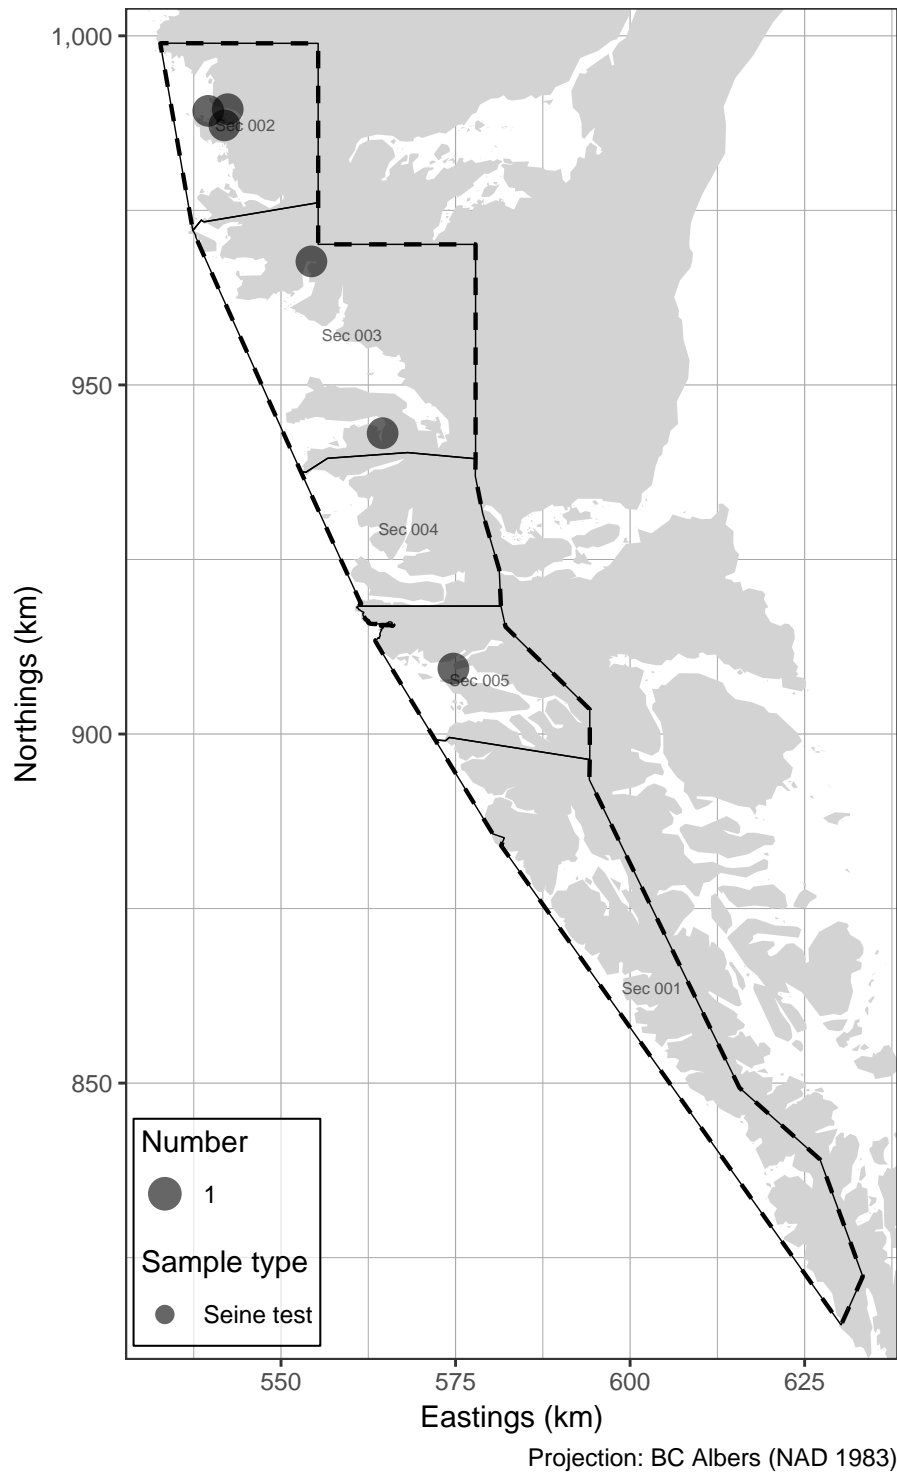 1,000
Sec 002
Sec 003
950
Sec 004
Northings (km)
Sec 005
900
Sec 001
850
Number
1
Sample type
Seine test
550
575
600
625
Eastings (km)
Projection: BC Albers (NAD 1983)